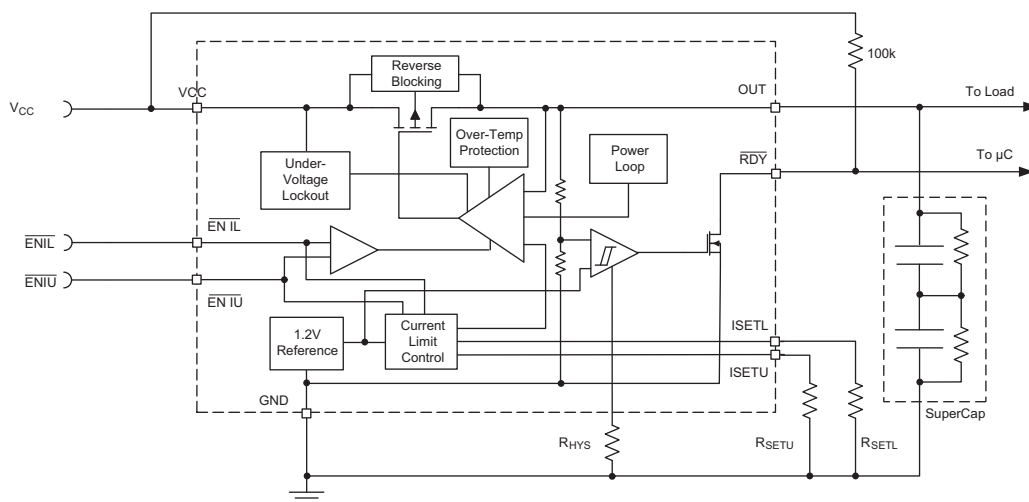 100k
Reverse
Blocking
VCC
OUT
To Load
VCC
Over-Temp
Protection
Power
Loop
RDY
To µC
Under-
Voltage
Lockout
EN IL
ENIL
ENIU
EN IU
1.2V
Reference
Current
Limit
Control
ISETL
ISETU
GND
SuperCap
RHYS
RSETU
RSETL